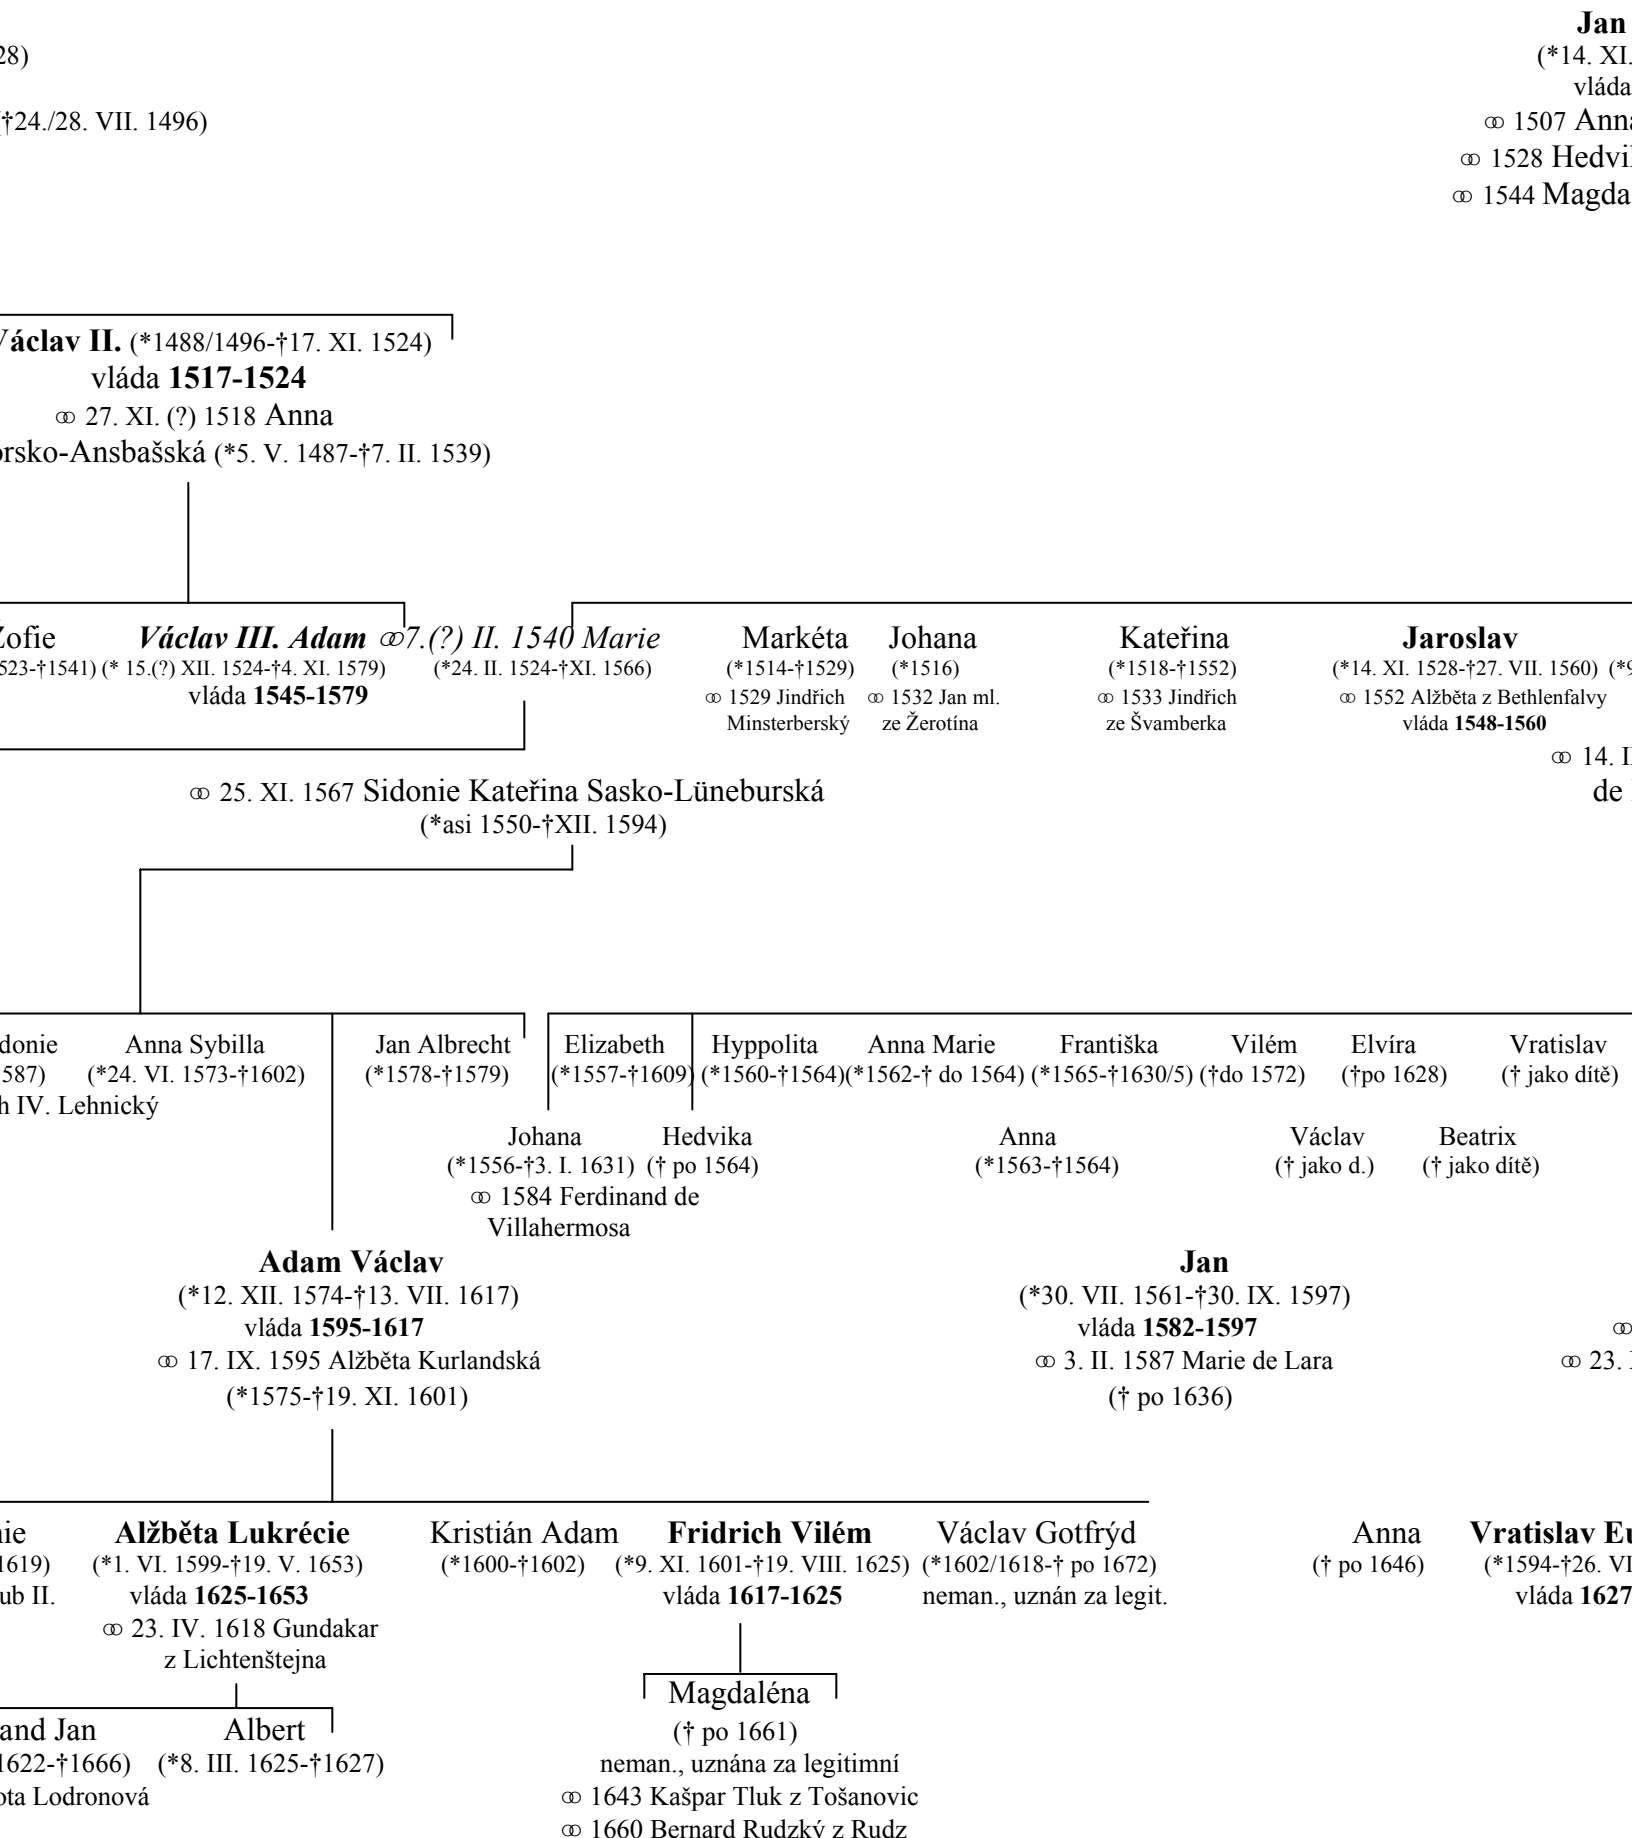 Jan
28)
(*14. XI.
vláda
†24./28. VII. 1496)
ↀ 1507 Anna
ↀ 1528 Hedvi
ↀ 1544 Magda
Václav II. (*1488/1496-†17. XI. 1524)
vláda 1517-1524
ↀ 27. XI. (?) 1518 Anna
orsko-Ansbašská (*5. V. 1487-†7. II. 1539)
Žofie Václav III. Adam ↀ7.(?) II. 1540 Marie Markéta Johana Kateřina Jaroslav
523-†1541) (* 15.(?) XII. 1524-†4. XI. 1579) (*24. II. 1524-†XI. 1566) (*1514-†1529) (*1516) (*1518-†1552) (*14. XI. 1528-†27. VII. 1560) (*9
vláda 1545-1579 ↀ 1529 Jindřich ↀ 1532 Jan ml. ↀ 1533 Jindřich ↀ 1552 Alžběta z Bethlenfalvy
Minsterberský ze Žerotína ze Švamberka vláda 1548-1560
ↀ 14. I
ↀ 25. XI. 1567 Sidonie Kateřina Sasko-Lüneburská de
(*asi 1550-†XII. 1594)
donie Anna Sybilla Jan Albrecht Elizabeth Hyppolita Anna Marie Františka Vilém Elvíra Vratislav
587) (*24. VI. 1573-†1602) (*1578-†1579) (*1557-†1609) (*1560-†1564)(*1562-† do 1564) (*1565-†1630/5) (†do 1572) (†po 1628) († jako dítě)
h IV. Lehnický
Johana Hedvika Anna Václav Beatrix
(*1556-†3. I. 1631) († po 1564) (*1563-†1564) († jako d.) († jako dítě)
ↀ 1584 Ferdinand de
Villahermosa
Adam Václav Jan
(*12. XII. 1574-†13. VII. 1617) (*30. VII. 1561-†30. IX. 1597)
vláda 1595-1617 vláda 1582-1597 ↀ
ↀ 17. IX. 1595 Alžběta Kurlandská ↀ 3. II. 1587 Marie de Lara ↀ 23.
(*1575-†19. XI. 1601) († po 1636)
nie Alžběta Lukrécie Kristián Adam Fridrich Vilém Václav Gotfrýd Anna Vratislav Eu
1619) (*1. VI. 1599-†19. V. 1653) (*1600-†1602) (*9. XI. 1601-†19. VIII. 1625) (*1602/1618-† po 1672) († po 1646) (*1594-†26. VI
ub II. vláda 1625-1653 vláda 1617-1625 neman., uznán za legit. vláda 1627
ↀ 23. IV. 1618 Gundakar
z Lichtenštejna
Magdaléna
and Jan Albert († po 1661)
1622-†1666) (*8. III. 1625-†1627) neman., uznána za legitimní
ota Lodronová ↀ 1643 Kašpar Tluk z Tošanovic
ↀ 1660 Bernard Rudzký z Rudz